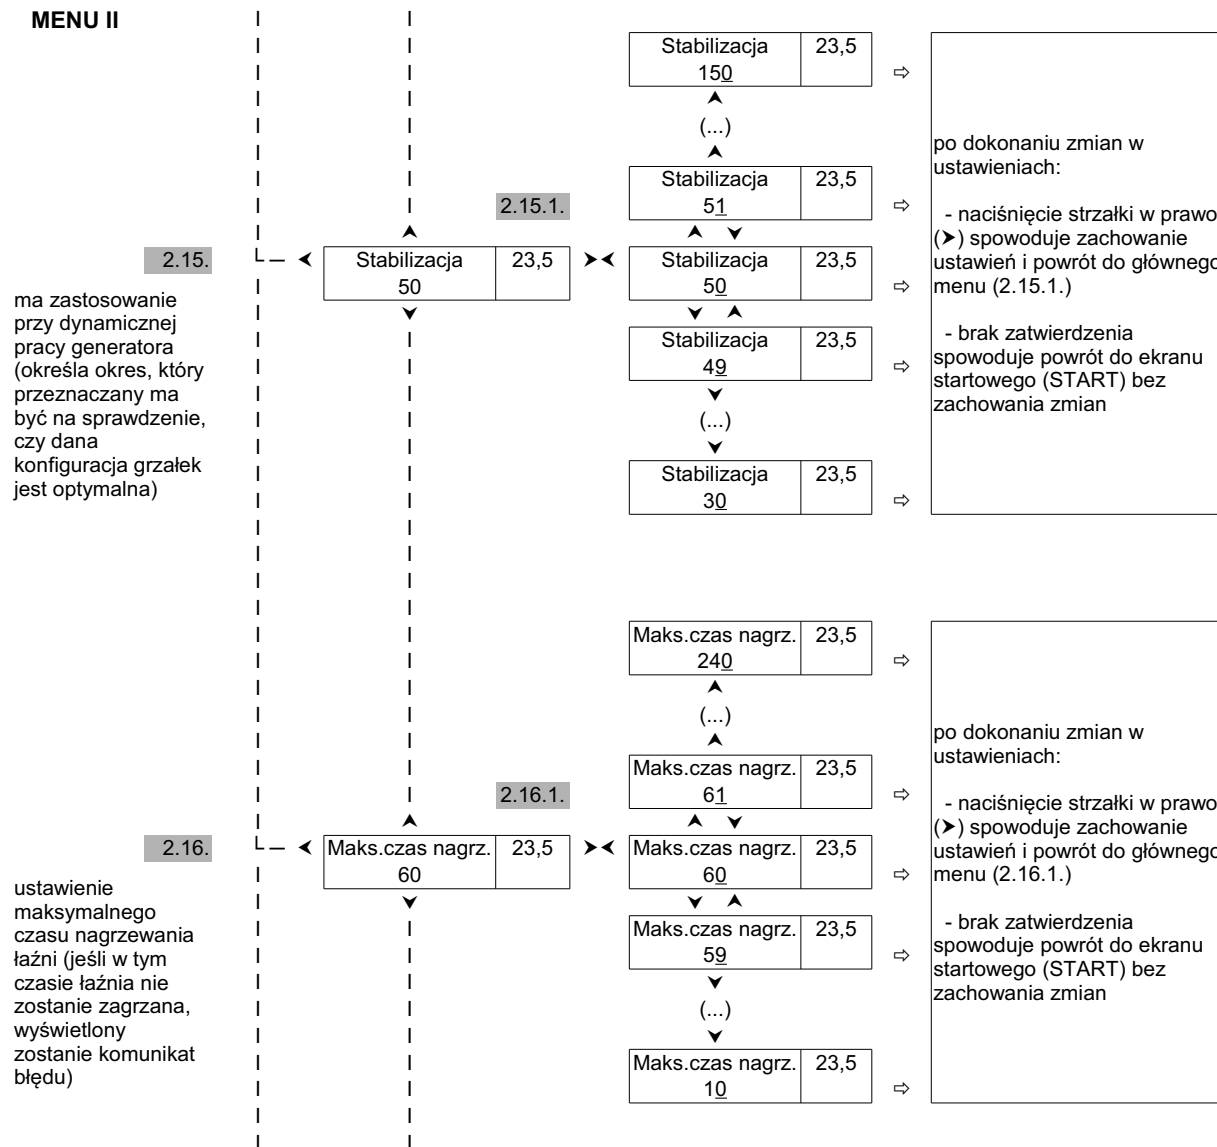 MENU II
Stabilizacja 23,5
150
(...)
Stabilizacja 23,5
51
2.15.1.
2.15.
Stabilizacja 23,5
50
Stabilizacja 23,5
50
Stabilizacja 23,5
49
(...)
Stabilizacja 23,5
30
ma zastosowanie
przy dynamicznej
pracy generatora
(określa okres, który
przeznaczany ma
być na sprawdzenie,
czy dana
konfiguracja grzałek
jest optymalna)
po dokonaniu zmian w
ustawieniach:
- naciśnięcie strzałki w prawo
(➤) spowoduje zachowanie
ustawień i powrót do główneg
menu (2.15.1.)
- brak zatwierdzenia
spowoduje powrót do ekranu
startowego (START) bez
zachowania zmian
Maks.czas nagrz. 23,5
240
(...)
Maks.czas nagrz. 23,5
61
2.16.1.
2.16.
Maks.czas nagrz. 23,5
60
Maks.czas nagrz. 23,5
60
Maks.czas nagrz. 23,5
59
(...)
Maks.czas nagrz. 23,5
10
ustawienie
maksymalnego
czasu nagrzewania
łaźni (jeśli w tym
czasie łaźnia nie
zostanie zagrzana,
wyświetlony
zostanie komunikat
błędu)
po dokonaniu zmian w
ustawieniach:
- naciśnięcie strzałki w prawo
(➤) spowoduje zachowanie
ustawień i powrót do główneg
menu (2.16.1.)
- brak zatwierdzenia
spowoduje powrót do ekranu
startowego (START) bez
zachowania zmian